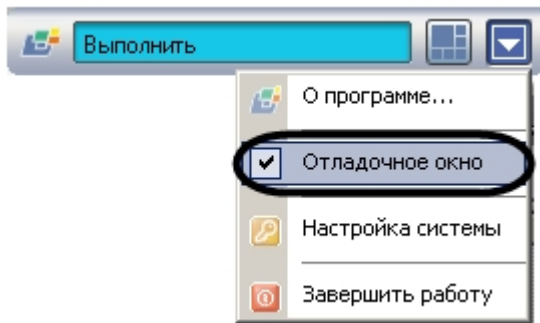 Выполнить
О программе...
Отладочное окно
Настройка системы
Завершить работу